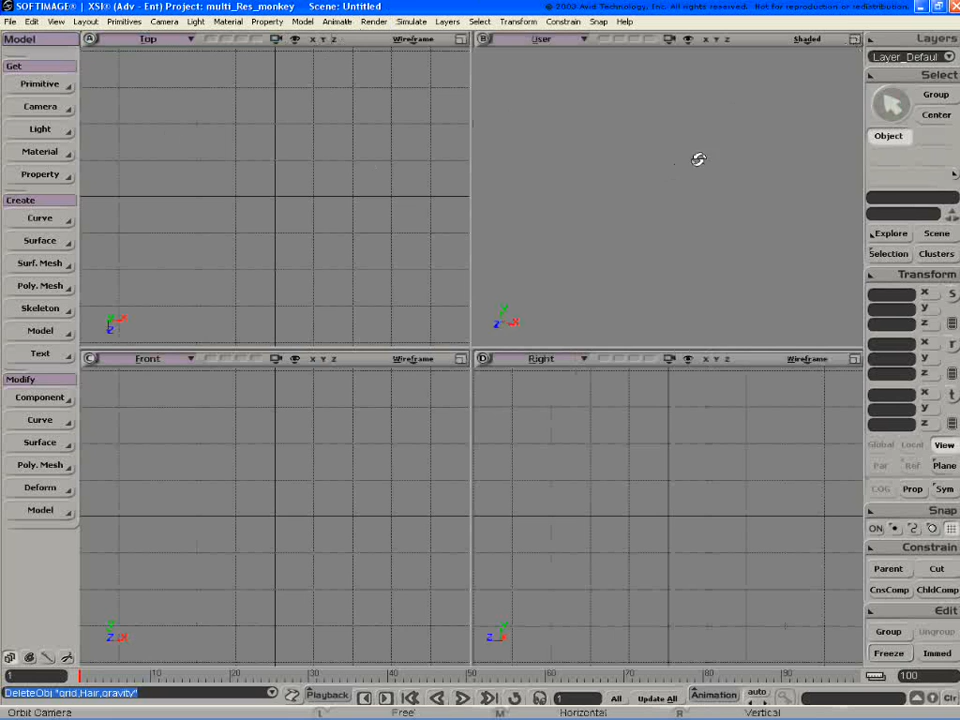 SOFTIMAGE® | XSI® (Adv - Ent) Project: multi_Res_monkey Scene: Untitled
© 2000 Avid Technology, Inc. Not for reproduction or redistribution.
File Edit View Layout Primitives Camera Light Material Property Model Animate Render Simulate Layers Select Transform Constraint Snap Help
Model
A Top X Y Z Wireframe
B User X Y Z Shaded
Layers
Layer_Defaul
Get
Primitive
Camera
Light
Material
Property
Select
Group
Center
Object
Create
Curve
Surface
Surf. Mesh
Poly. Mesh
Skeleton
Model
Text
Explore Scene
Selection Clusters
Transform
x s
y
z
x r
y
z
x t
y
z
Global Local View
Par Ref Plane
COG Prop Sym
C Front X Y Z Wireframe
D Right X Y Z Wireframe
Modify
Component
Curve
Surface
Poly. Mesh
Deform
Model
Snap
ON
Constrain
Parent Cut
CnsComp ChldComp
Edit
Group Ungroup
Freeze Immed
1 10 20 30 40 50 60 70 80 90 100
DeleteObj "grid,Hair,gravity"
Playback 1 All Update All Animation auto Clr
Orbit Camera L Free M Horizontal R Vertical